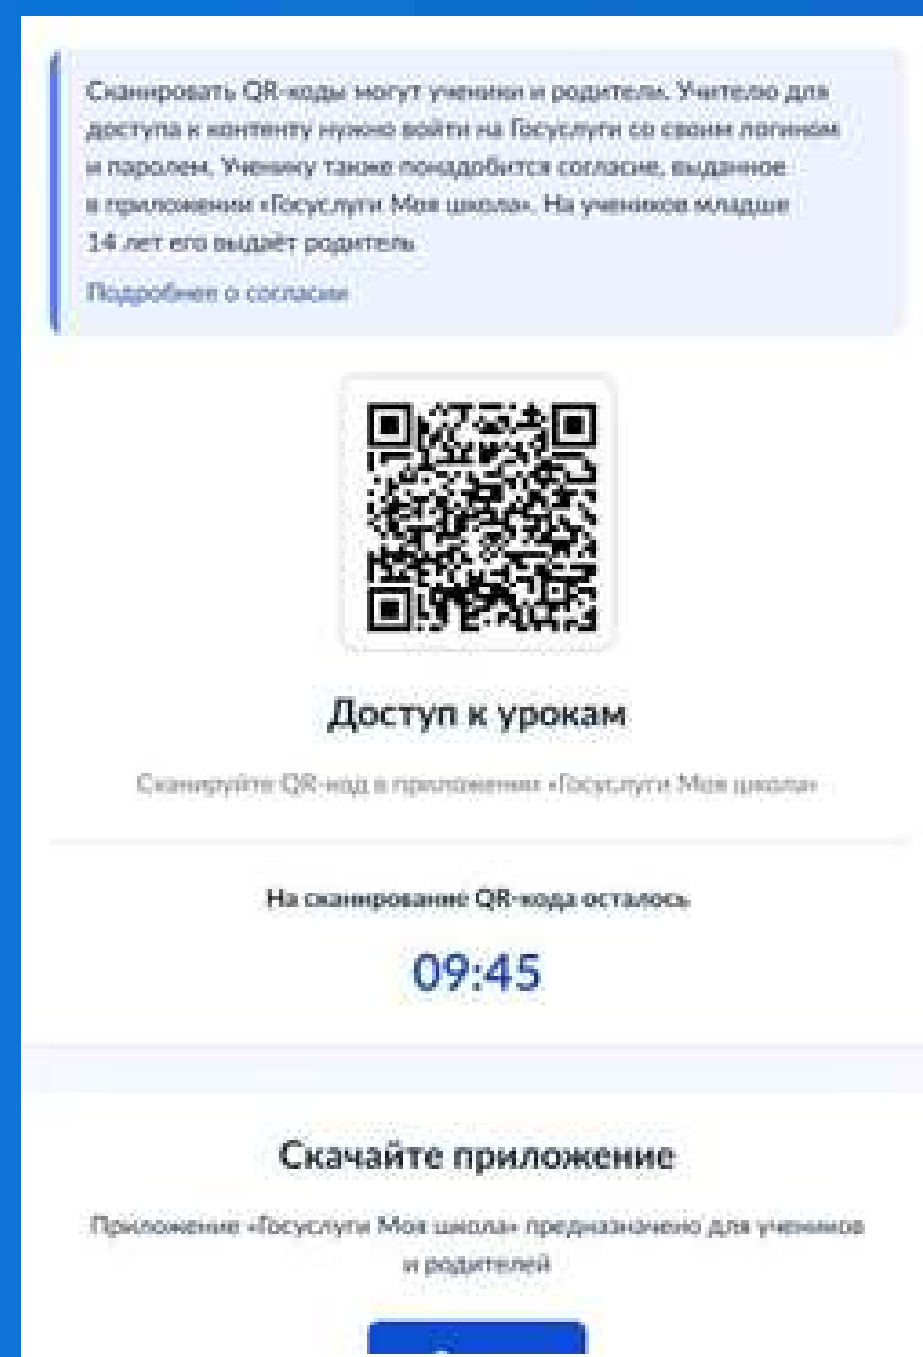 Сканировать QR-коды могут ученики и родители. Учителю для
доступа к контенту нужно войти на Госуслуги со своим логином
и паролем. Ученику также понадобится согласие, выданное
в приложении «Госуслуги Моя школа». На учеников младше
14 лет его выдаёт родитель
Подробнее о согласии
Доступ к урокам
Сканируйте QR-код в приложении «Госуслуги Моя школа»
На сканирование QR-кода осталось
09:45
Скачайте приложение
Приложение «Госуслуги Моя школа» предназначено для учеников
и родителей